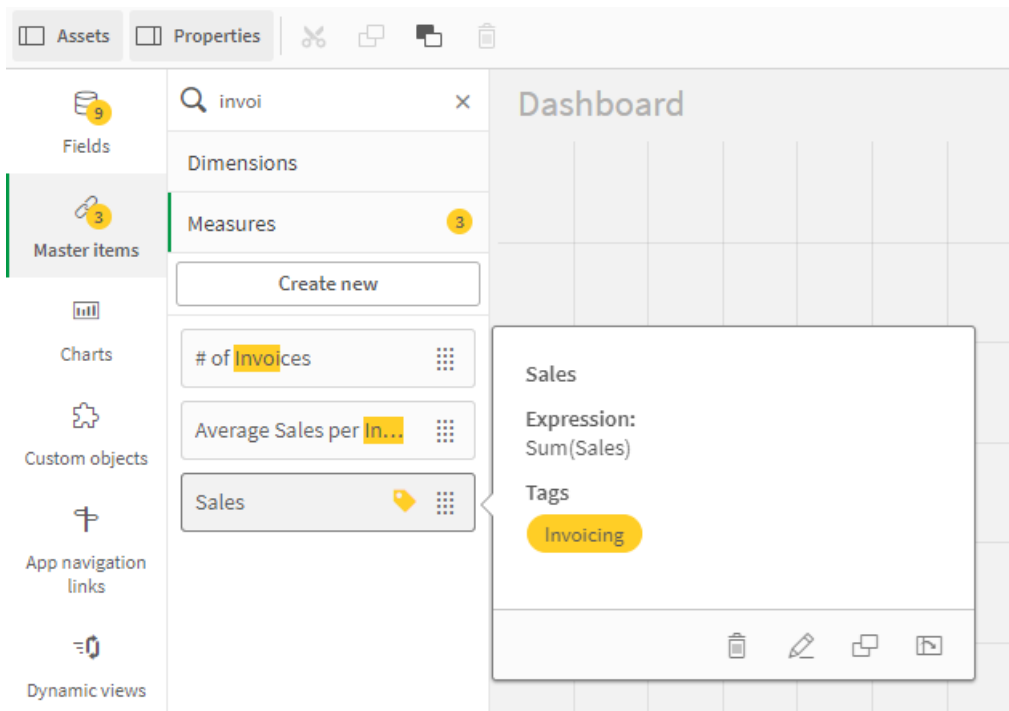 Assets Properties
9
Fields
3
Master items
Charts
Custom objects
App navigation
links
Dynamic views
invoi
Dimensions
Measures 3
Create new
# of Invoices
Average Sales per In...
Sales
Dashboard
Sales
Expression:
Sum(Sales)
Tags
Invoicing